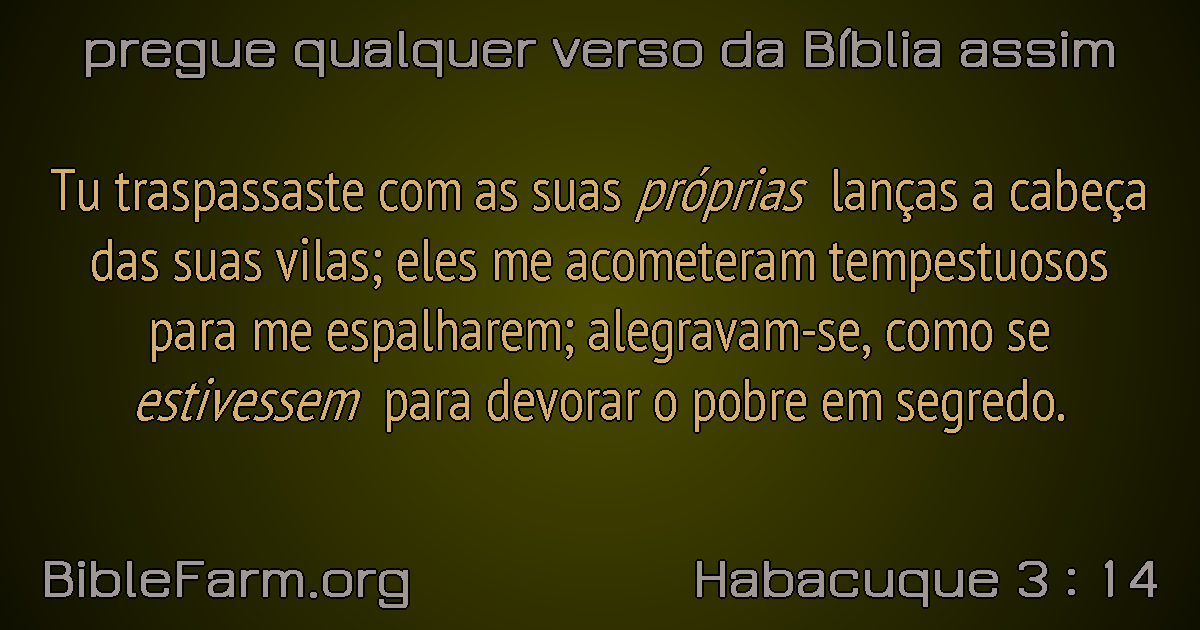 pregue qualquer verso da Bíblia assim
Tu traspassaste com as suas próprias lanças a cabeça
das suas vilas; eles me acometeram tempestuosos
para me espalharem; alegravam-se, como se
estivessem para devorar o pobre em segredo.
BibleFarm.org
Habacuque 3 : 14